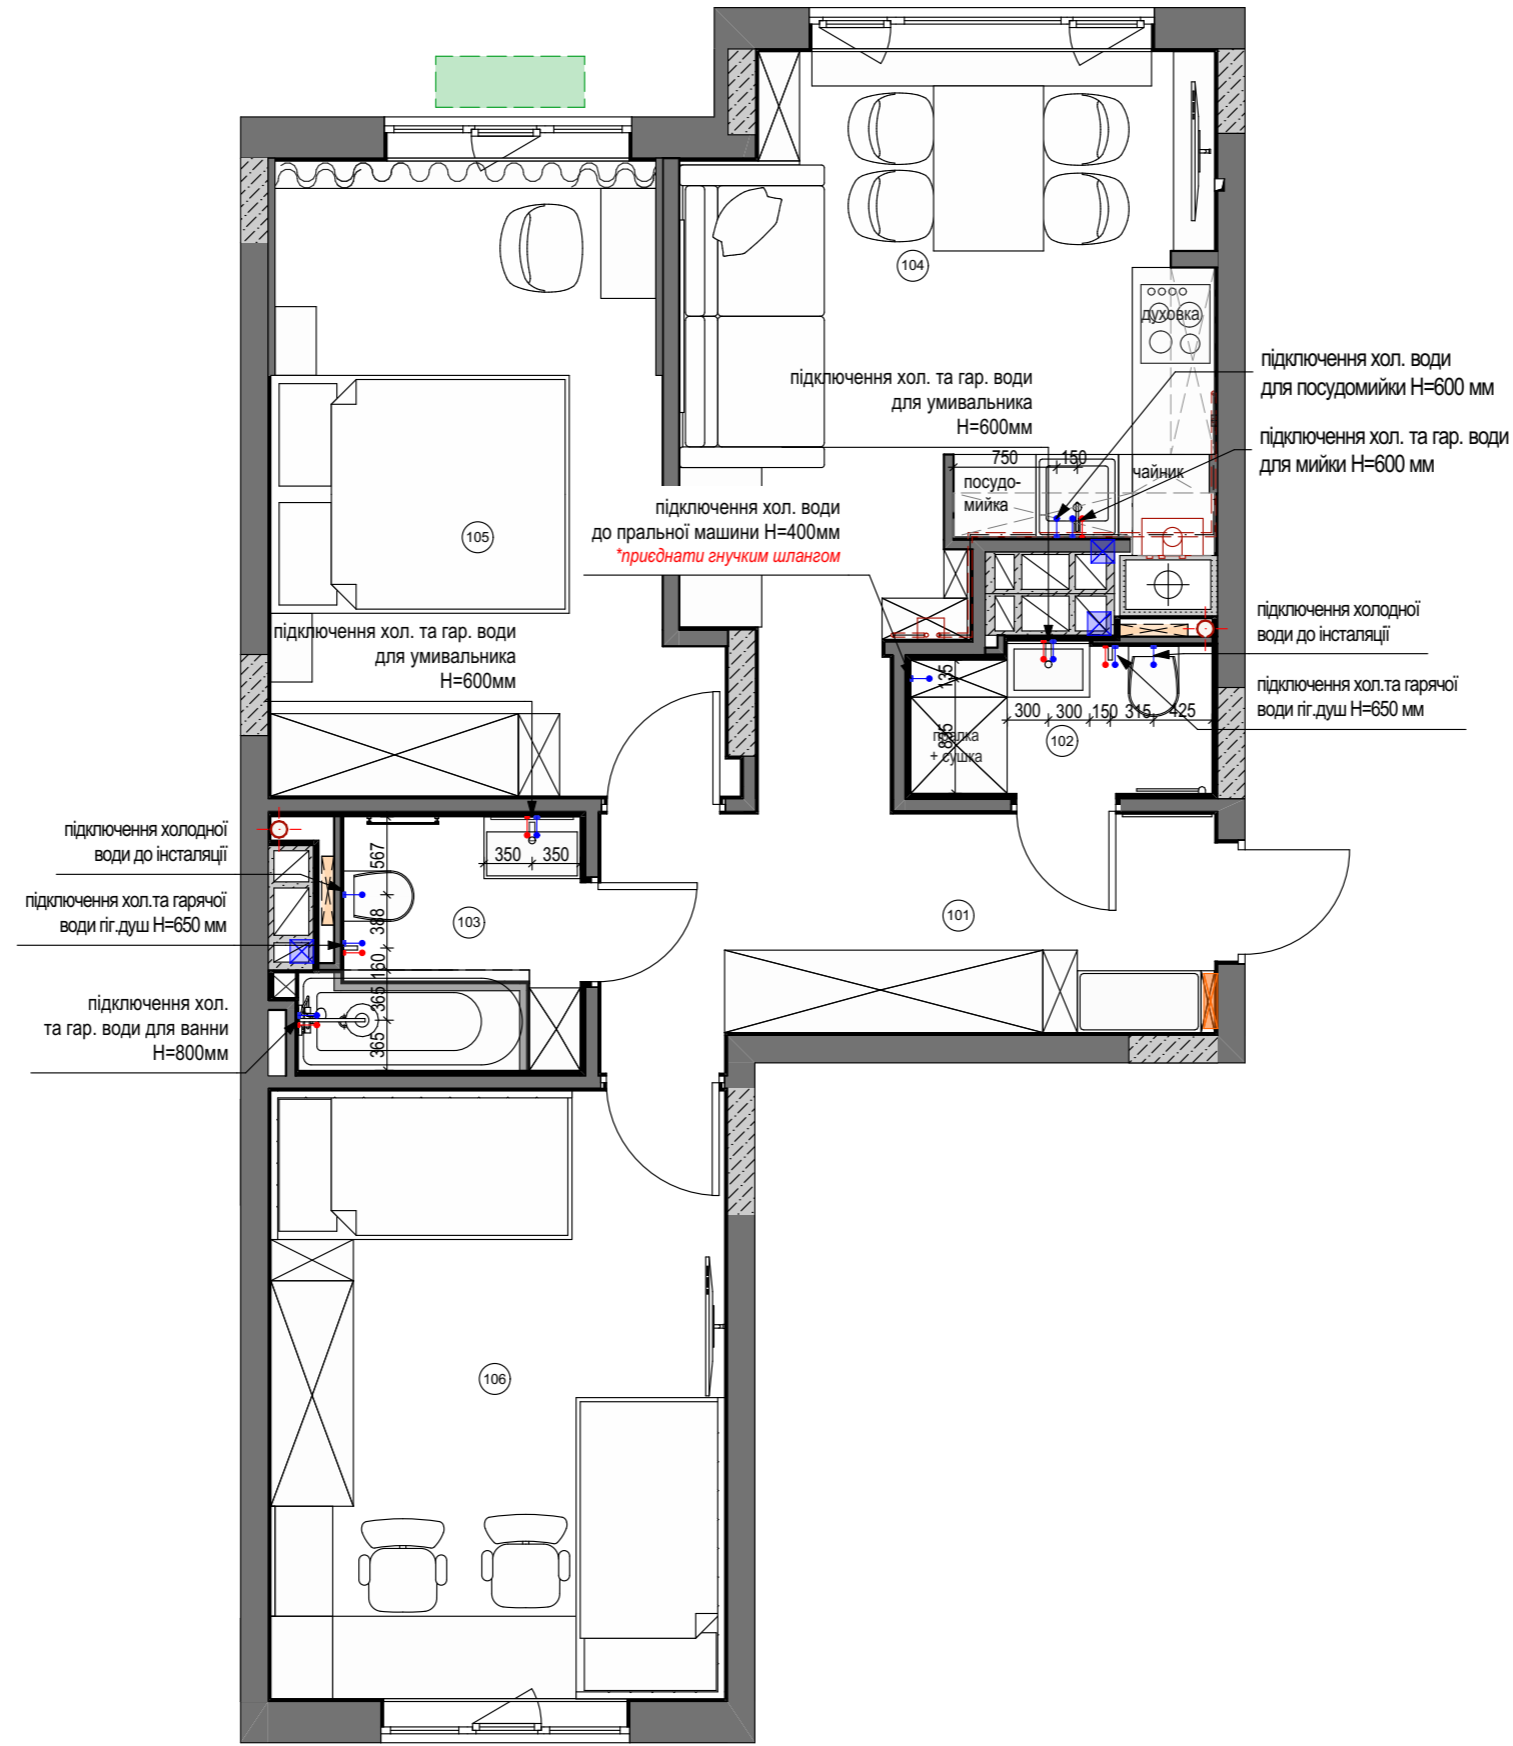 104
духовка
підключення хол. води
для посудомийки H=600 мм
підключення хол. та гар. води
для умивальника
H=600мм
підключення хол. та гар. води
для мийки H=600 мм
750
150
чайник
посудо-
мийка
підключення хол. води
до пральної машини H=400мм
*приєднати гнучким шлангом
105
підключення хол. та гар. води
для умивальника
H=600мм
підключення холодної
води до інсталяції
підключення хол.та гарячої
води гіг.душ H=650 мм
135
300
300
150
315
425
102
пралка
+ сушка
підключення холодної
води до інсталяції
підключення хол.та гарячої
води гіг.душ H=650 мм
567
350
350
388
103
101
160
365
365
підключення хол.
та гар. води для ванни
H=800мм
106